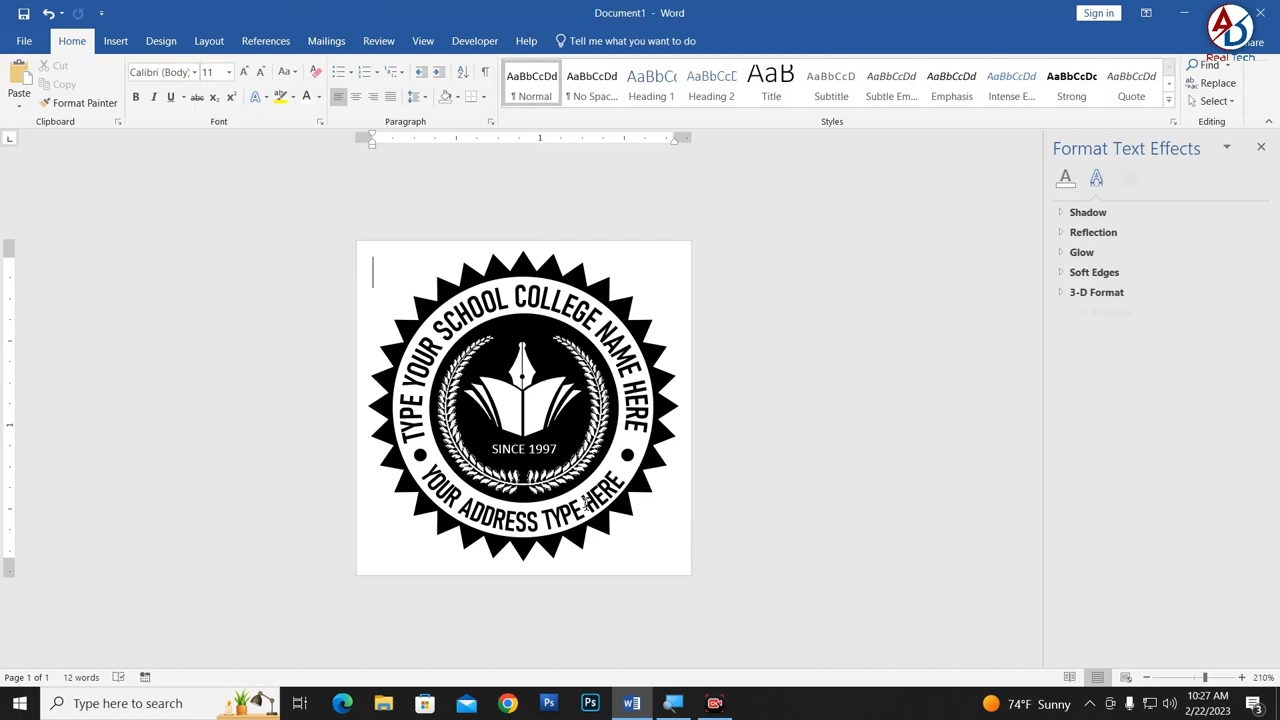 Document1 - Word
Sign in
File Home Insert Design Layout References Mailings Review View Developer Help Tell me what you want to do
Real Tech
Paste
Cut
Copy
Format Painter
Clipboard
Calibri (Body) 11
Font
Paragraph
AaBbCcDd AaBbCcDd AaBbCc AaBbCcD AaB AaBbCcD AaBbCcDd AaBbCcDd AaBbCcDd AaBbCcDc AaBbCcDd
¶ Normal ¶ No Spac... Heading 1 Heading 2 Title Subtitle Subtle Em... Emphasis Intense E... Strong Quote
Styles
Find
Replace
Select
Editing
Format Text Effects
Shadow
Reflection
Glow
Soft Edges
3-D Format
TYPE YOUR SCHOOL COLLEGE NAME HERE
SINCE 1997
YOUR ADDRESS TYPE HERE
Page 1 of 1 12 words
210%
Type here to search
74°F Sunny
10:27 AM
2/22/2023